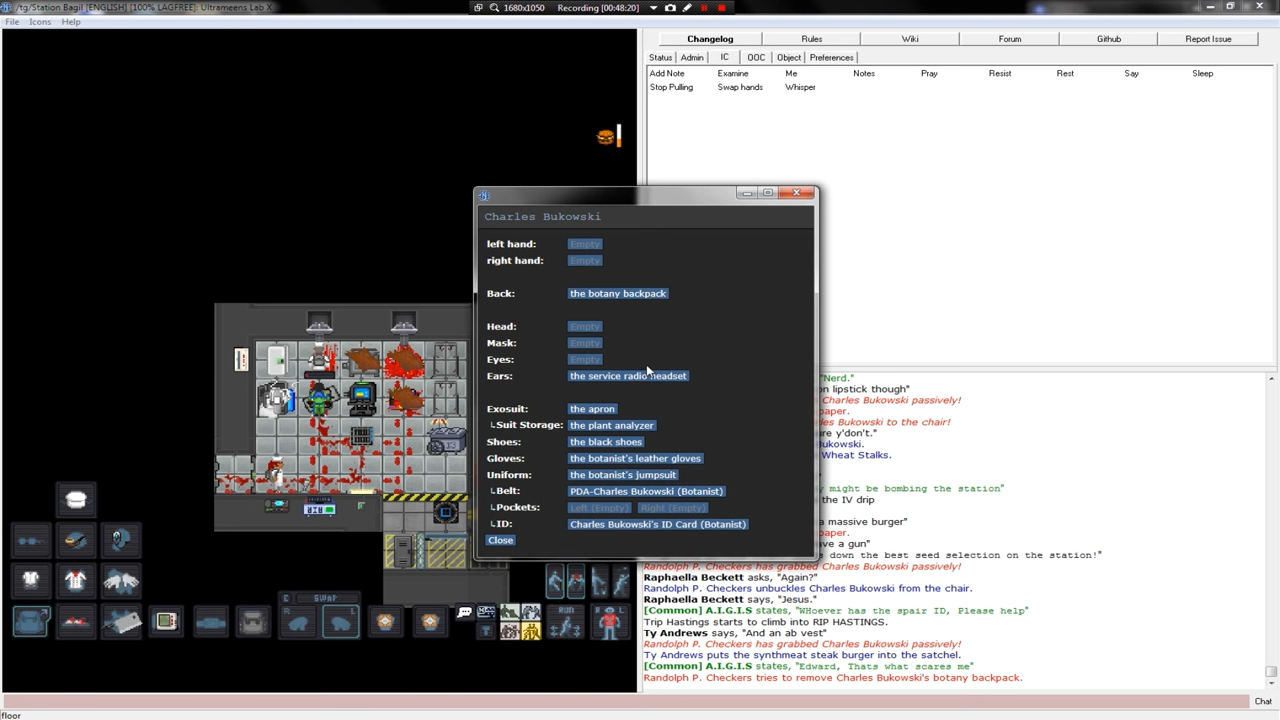 /tg/Station Bagil [ENGLISH] [100% LAGFREE]: Ultrameens Lab X
1680x1050
Recording [00:48:20]
File Icons Help
Changelog Rules Wiki Forum Github Report Issue
Status Admin IC OOC Object Preferences
Add Note Examine Me Notes Pray Resist Rest Say Sleep
Stop Pulling Swap hands Whisper
Charles Bukowski
left hand: Empty
right hand: Empty
Back: the botany backpack
Head: Empty
Mask: Empty
Eyes: Empty
Ears: the service radio headset
Exosuit: the apron
Suit Storage: the plant analyzer
Shoes: the black shoes
Gloves: the botanist's leather gloves
Uniform: the botanist's jumpsuit
Belt: PDA-Charles Bukowski (Botanist)
Pockets: Left (Empty) Right (Empty)
ID: Charles Bukowski's ID Card (Botanist)
Close
"Nerd."
on lipstick though"
Charles Bukowski passively!
paper.
Bukowski to the chair!
y'don't."
Bukowski.
Wheat Stalks.
might be bombing the station"
the IV drip
a massive burger"
paper.
a gun"
down the best seed selection on the station!"
Randolph P. Checkers has grabbed Charles Bukowski passively!
Raphaella Beckett asks, "Again?"
Randolph P. Checkers unbuckles Charles Bukowski from the chair.
Raphaella Beckett says, "Jesus."
[Common] A.I.G.I.S states, "WHoever has the spair ID, Please help"
Trip Hastings starts to climb into RIP HASTINGS.
Ty Andrews says, "And an ab vest"
Randolph P. Checkers has grabbed Charles Bukowski passively!
Ty Andrews puts the synthmeat steak burger into the satchel.
[Common] A.I.G.I.S states, "Edward, Thats what scares me"
Randolph P. Checkers tries to remove Charles Bukowski's botany backpack.
13
SWAP
R L
RUN
Chat
floor